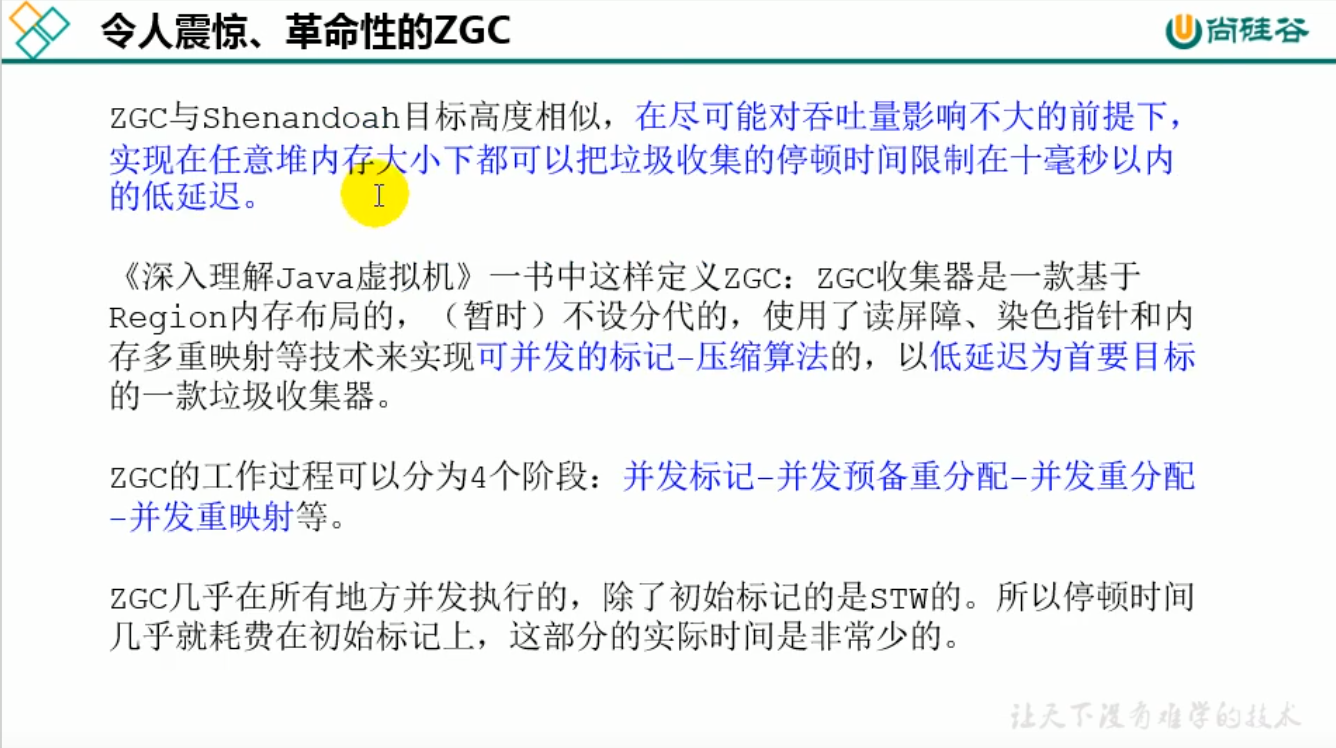 令人震惊、革命性的ZGC
尚硅谷
ZGC与Shenandoah目标高度相似，在尽可能对吞吐量影响不大的前提下，
实现在任意堆内存大小下都可以把垃圾收集的停顿时间限制在十毫秒以内
的低延迟。
《深入理解Java虚拟机》一书中这样定义ZGC：ZGC收集器是一款基于
Region内存布局的，（暂时）不设分代的，使用了读屏障、染色指针和内
存多重映射等技术来实现可并发的标记-压缩算法的，以低延迟为首要目标
的一款垃圾收集器。
ZGC的工作过程可以分为4个阶段：并发标记-并发预备重分配-并发重分配
-并发重映射等。
ZGC几乎在所有地方并发执行的，除了初始标记的是STW的。所以停顿时间
几乎就耗费在初始标记上，这部分的实际时间是非常少的。
让天下没有难学的技术